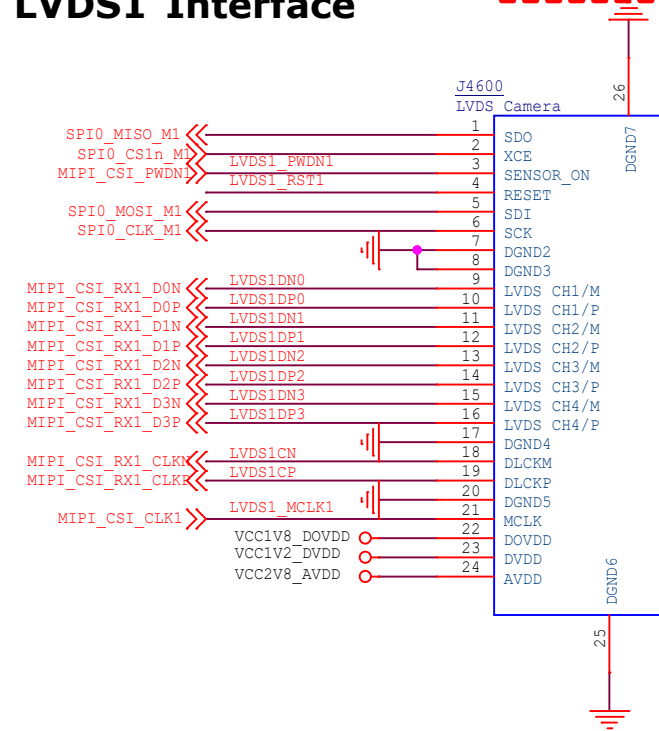 LVDS1 Interface
J4600
LVDS Camera
26
DGND7
SPI0_MISO_M1 1 SDO
SPI0_CS1n_M1 2 XCE
MIPI_CSI_PWDN1 LVDS1_PWDN1 3 SENSOR_ON
LVDS1_RST1 4 RESET
SPI0_MOSI_M1 5 SDI
SPI0_CLK_M1 6 SCK
7 DGND2
8 DGND3
MIPI_CSI_RX1_D0N LVDS1DN0 9 LVDS CH1/M
MIPI_CSI_RX1_D0P LVDS1DP0 10 LVDS CH1/P
MIPI_CSI_RX1_D1N LVDS1DN1 11 LVDS CH2/M
MIPI_CSI_RX1_D1P LVDS1DP1 12 LVDS CH2/P
MIPI_CSI_RX1_D2N LVDS1DN2 13 LVDS CH3/M
MIPI_CSI_RX1_D2P LVDS1DP2 14 LVDS CH3/P
MIPI_CSI_RX1_D3N LVDS1DN3 15 LVDS CH4/M
MIPI_CSI_RX1_D3P LVDS1DP3 16 LVDS CH4/P
17 DGND4
MIPI_CSI_RX1_CLKN LVDS1CN 18 DLCKM
MIPI_CSI_RX1_CLKP LVDS1CP 19 DLCKP
20 DGND5
MIPI_CSI_CLK1 LVDS1_MCLK1 21 MCLK
VCC1V8_DOVDD 22 DOVDD
VCC1V2_DVDD 23 DVDD
VCC2V8_AVDD 24 AVDD
DGND6
25